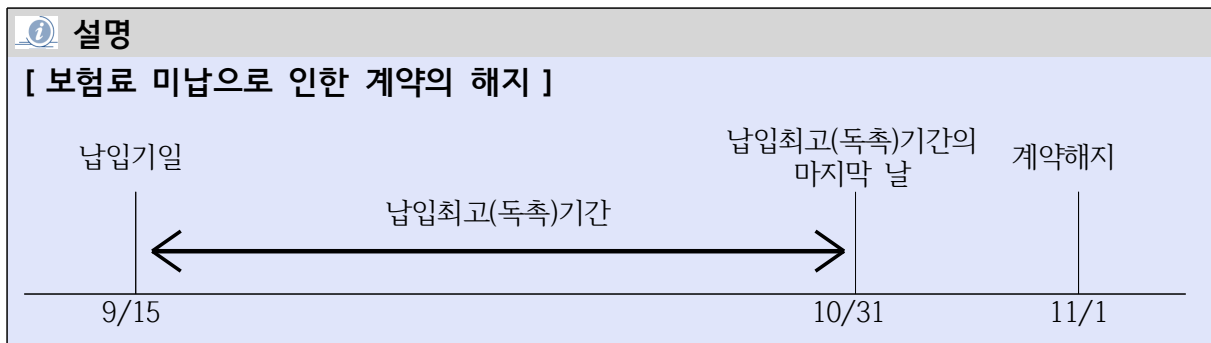 설명
[ 보험료 미납으로 인한 계약의 해지 ]
납입기일
납입최고(독촉)기간의
마지막 날
계약해지
납입최고(독촉)기간
9/15
10/31
11/1